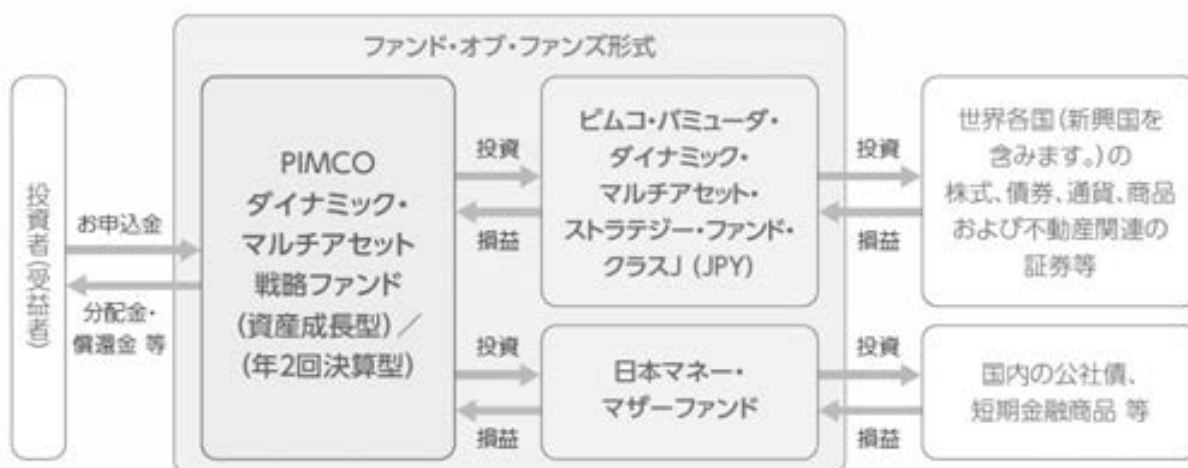 ファンド・オブ・ファンズ形式
投資者(受益者)
お申込金
分配金・
償還金 等
PIMCO
ダイナミック・
マルチアセット
戦略ファンド
(資産成長型)/
(年2回決算型)
投資
損益
ピムコ・バミューダ・
ダイナミック・
マルチアセット・
ストラテジー・ファンド・
クラスJ (JPY)
投資
損益
世界各国(新興国を
含みます。)の
株式、債券、通貨、商品
および不動産関連の
証券等
投資
損益
日本マネー・
マザーファンド
投資
損益
国内の公社債、
短期金融商品 等